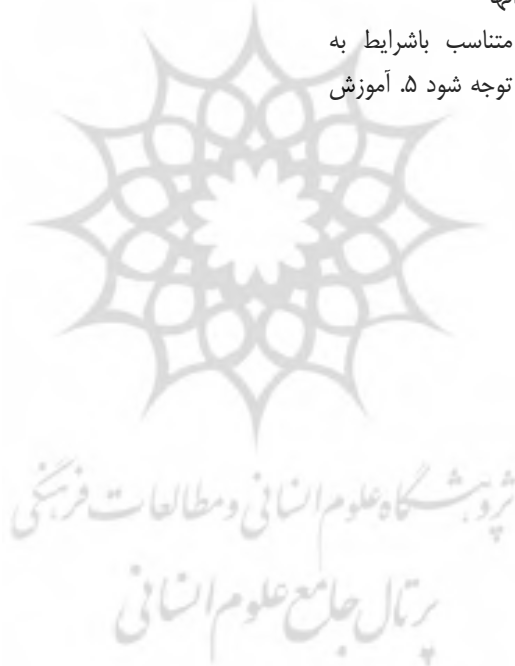 متناسب باشرایط به
توجه شود ۵. آموزش
پژوهشگاه علوم انسانی و مطالعات فرهنگی
پرتال جامع علوم انسانی